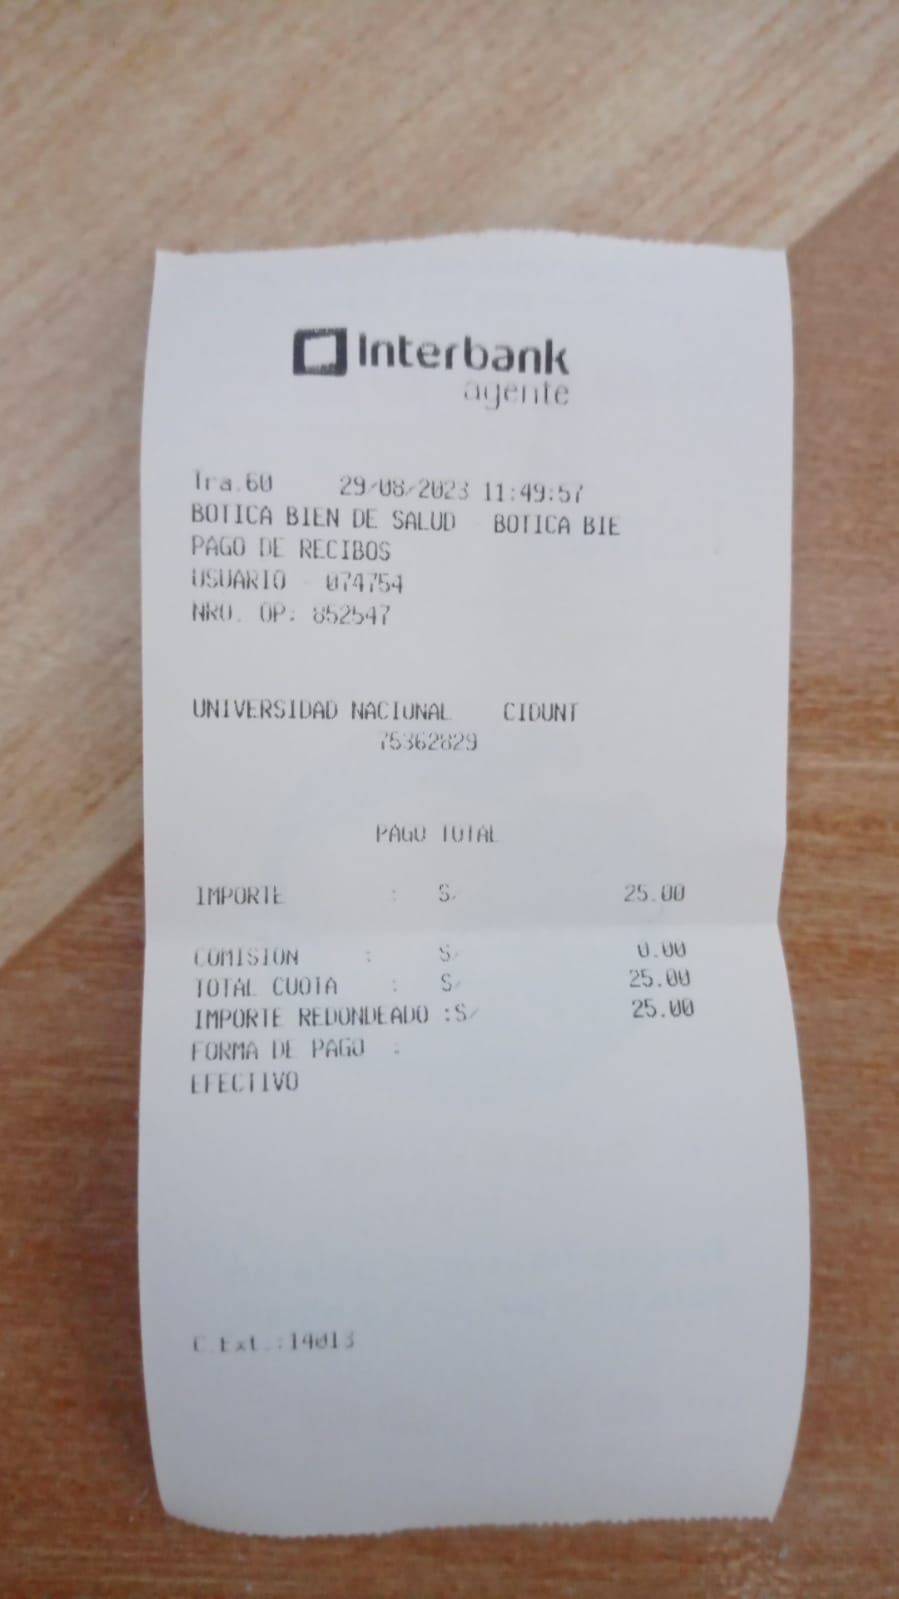 Interbank
agente
Tra.60 29/08/2023 11:49:57
BOTICA BIEN DE SALUD - BOTICA BIE
PAGO DE RECIBOS
USUARIO - 074754
NRO. OP: 852547
UNIVERSIDAD NACIONAL CIDUNT
75362829
PAGO TOTAL
IMPORTE : S/ 25.00
COMISION : S/ 0.00
TOTAL CUOTA : S/ 25.00
IMPORTE REDONDEADO :S/ 25.00
FORMA DE PAGO :
EFECTIVO
C.Ext.:14013